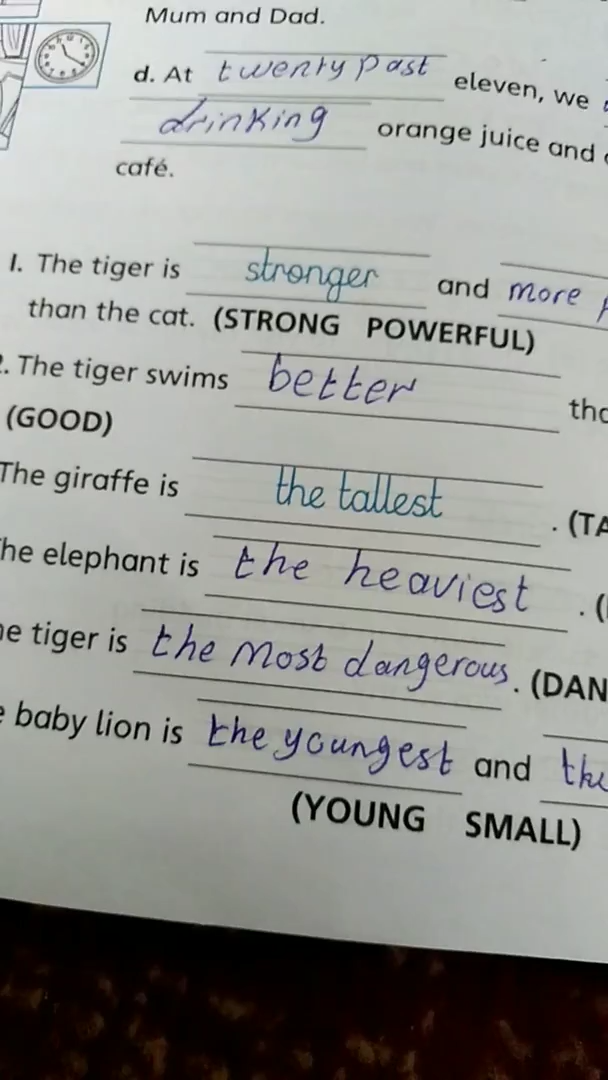 Mum and Dad.
d. At twenty past eleven, we
drinking orange juice and
café.
1. The tiger is stronger and more
than the cat. (STRONG POWERFUL)
. The tiger swims better
(GOOD)
The giraffe is the tallest .
elephant is the heaviest .
tiger is the most dangerous .
baby lion is the youngest and
(YOUNG SMALL)